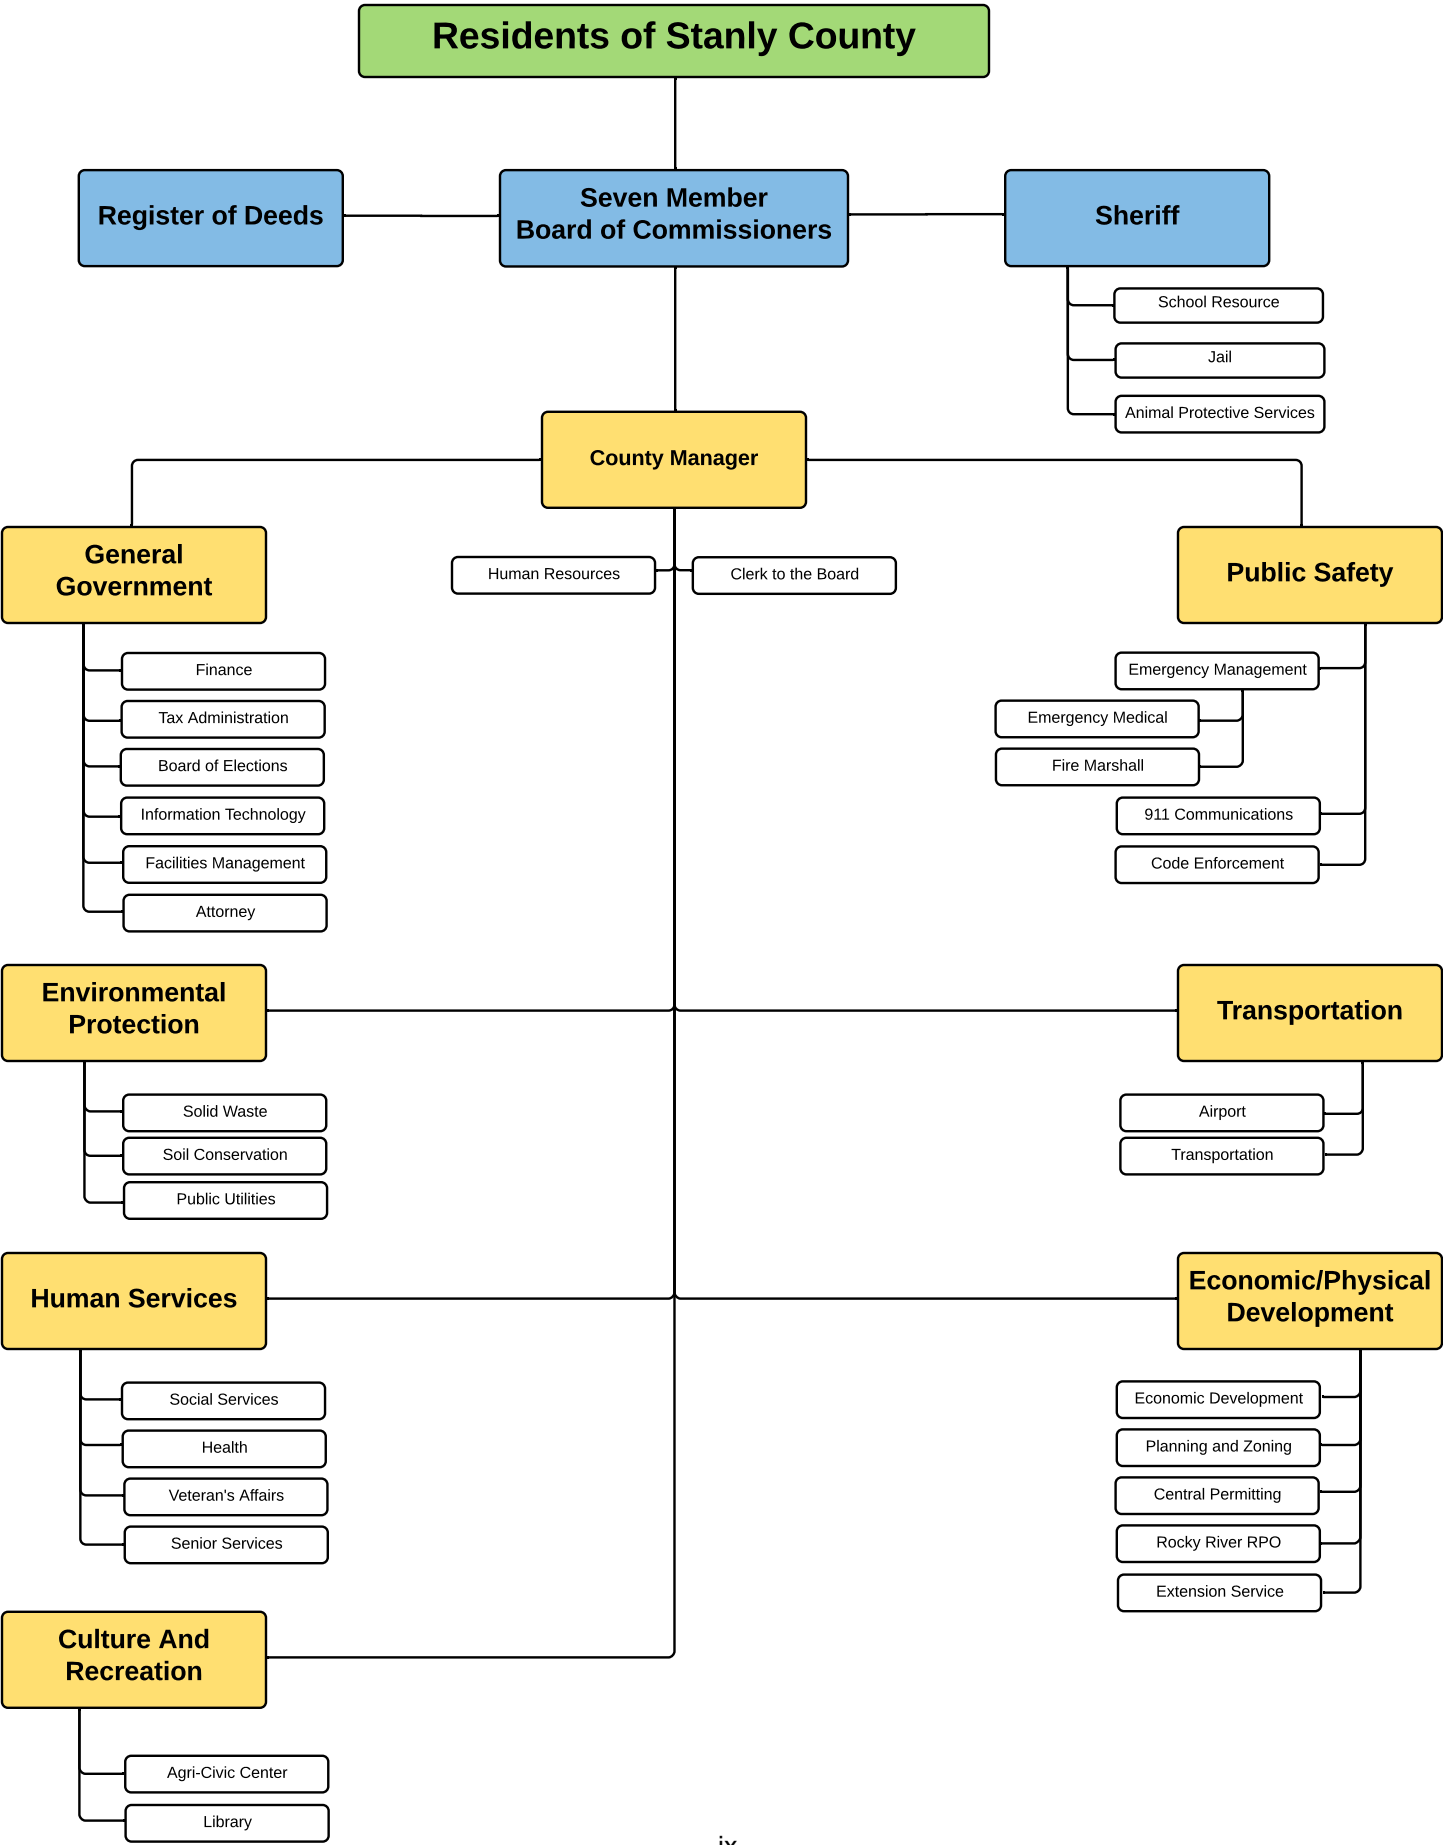 Residents of Stanly County
Register of Deeds
Seven Member
Board of Commissioners
Sheriff
School Resource
Jail
Animal Protective Services
County Manager
General
Government
Human Resources
Clerk to the Board
Public Safety
Finance
Tax Administration
Board of Elections
Information Technology
Facilities Management
Attorney
Emergency Management
Emergency Medical
Fire Marshall
911 Communications
Code Enforcement
Environmental
Protection
Transportation
Solid Waste
Soil Conservation
Public Utilities
Airport
Transportation
Human Services
Economic/Physical
Development
Social Services
Health
Veteran's Affairs
Senior Services
Economic Development
Planning and Zoning
Central Permitting
Rocky River RPO
Extension Service
Culture And
Recreation
Agri-Civic Center
Library
ix